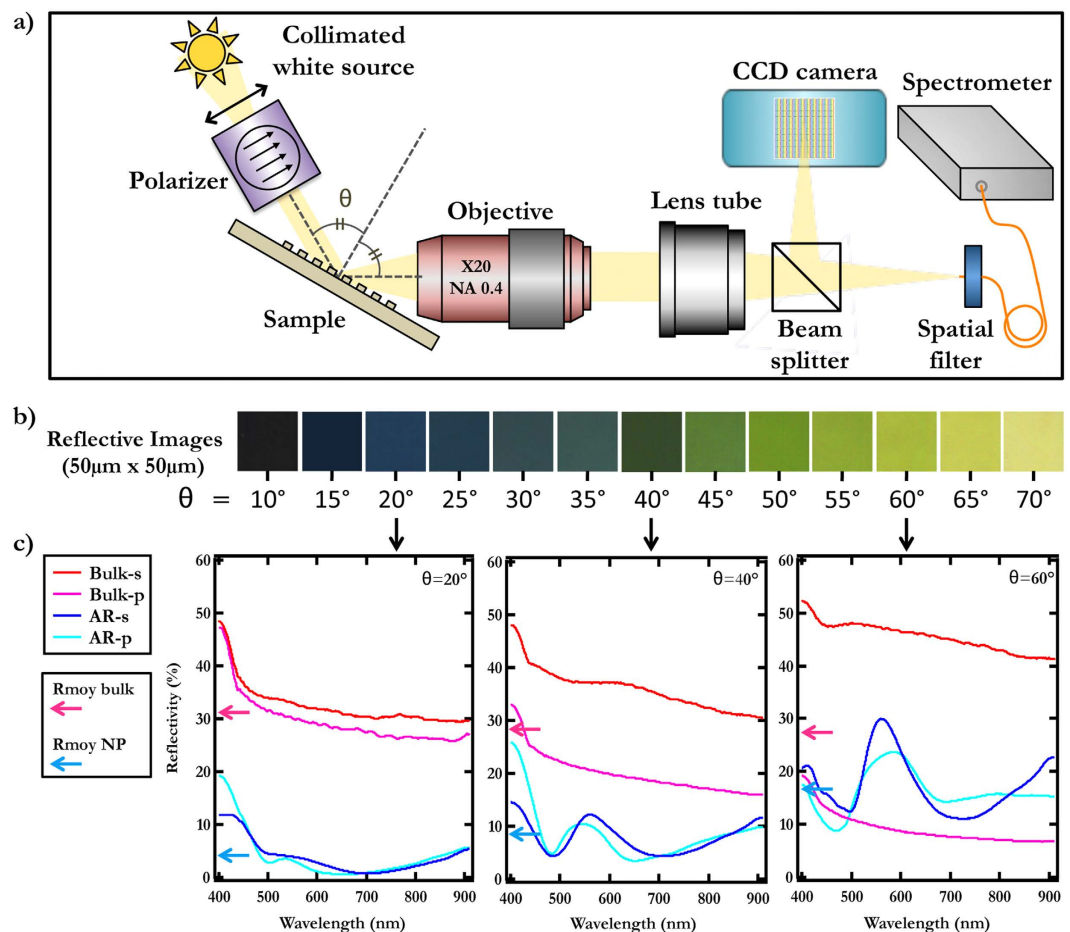 a)
Collimated
white source
Polarizer
θ
Sample
Objective
X20
NA 0.4
Lens tube
CCD camera
Spectrometer
Beam
splitter
Spatial
filter
b)
Reflective Images
(50µm x 50µm)
θ = 10° 15° 20° 25° 30° 35° 40° 45° 50° 55° 60° 65° 70°
c)
Bulk-s
Bulk-p
AR-s
AR-p
Rmoy bulk
Rmoy NP
Reflectivity (%)
60
50
40
30
20
10
0
θ=20°
400 500 600 700 800 900
Wavelength (nm)
60
50
40
30
20
10
0
θ=40°
400 500 600 700 800 900
Wavelength (nm)
60
50
40
30
20
10
0
θ=60°
400 500 600 700 800 900
Wavelength (nm)